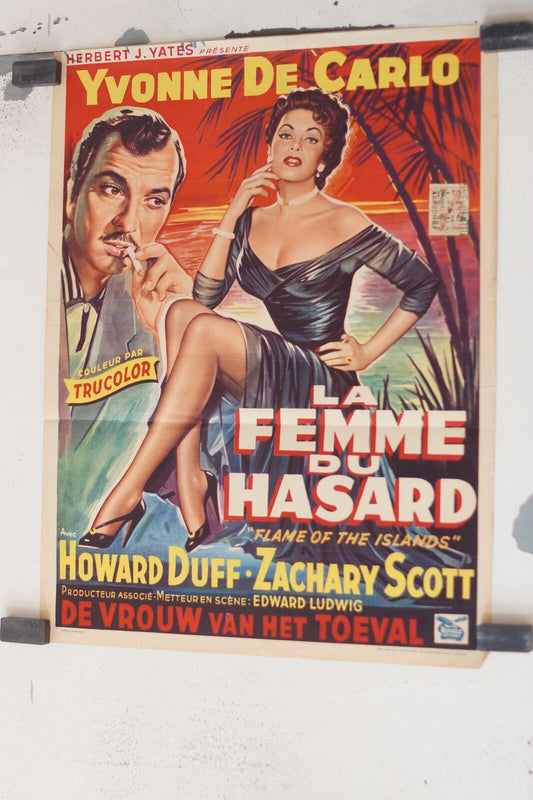 HERBERT J. YATES PRÉSENTE
YVONNE DE CARLO
COULEUR PAR
TRUCOLOR
LA
FEMME
DU
HASARD
"FLAME OF THE ISLANDS"
AVEC
HOWARD DUFF · ZACHARY SCOTT
PRODUCTEUR ASSOCIÉ - METTEUR EN SCÈNE: EDWARD LUDWIG
DE VROUW VAN HET TOEVAL